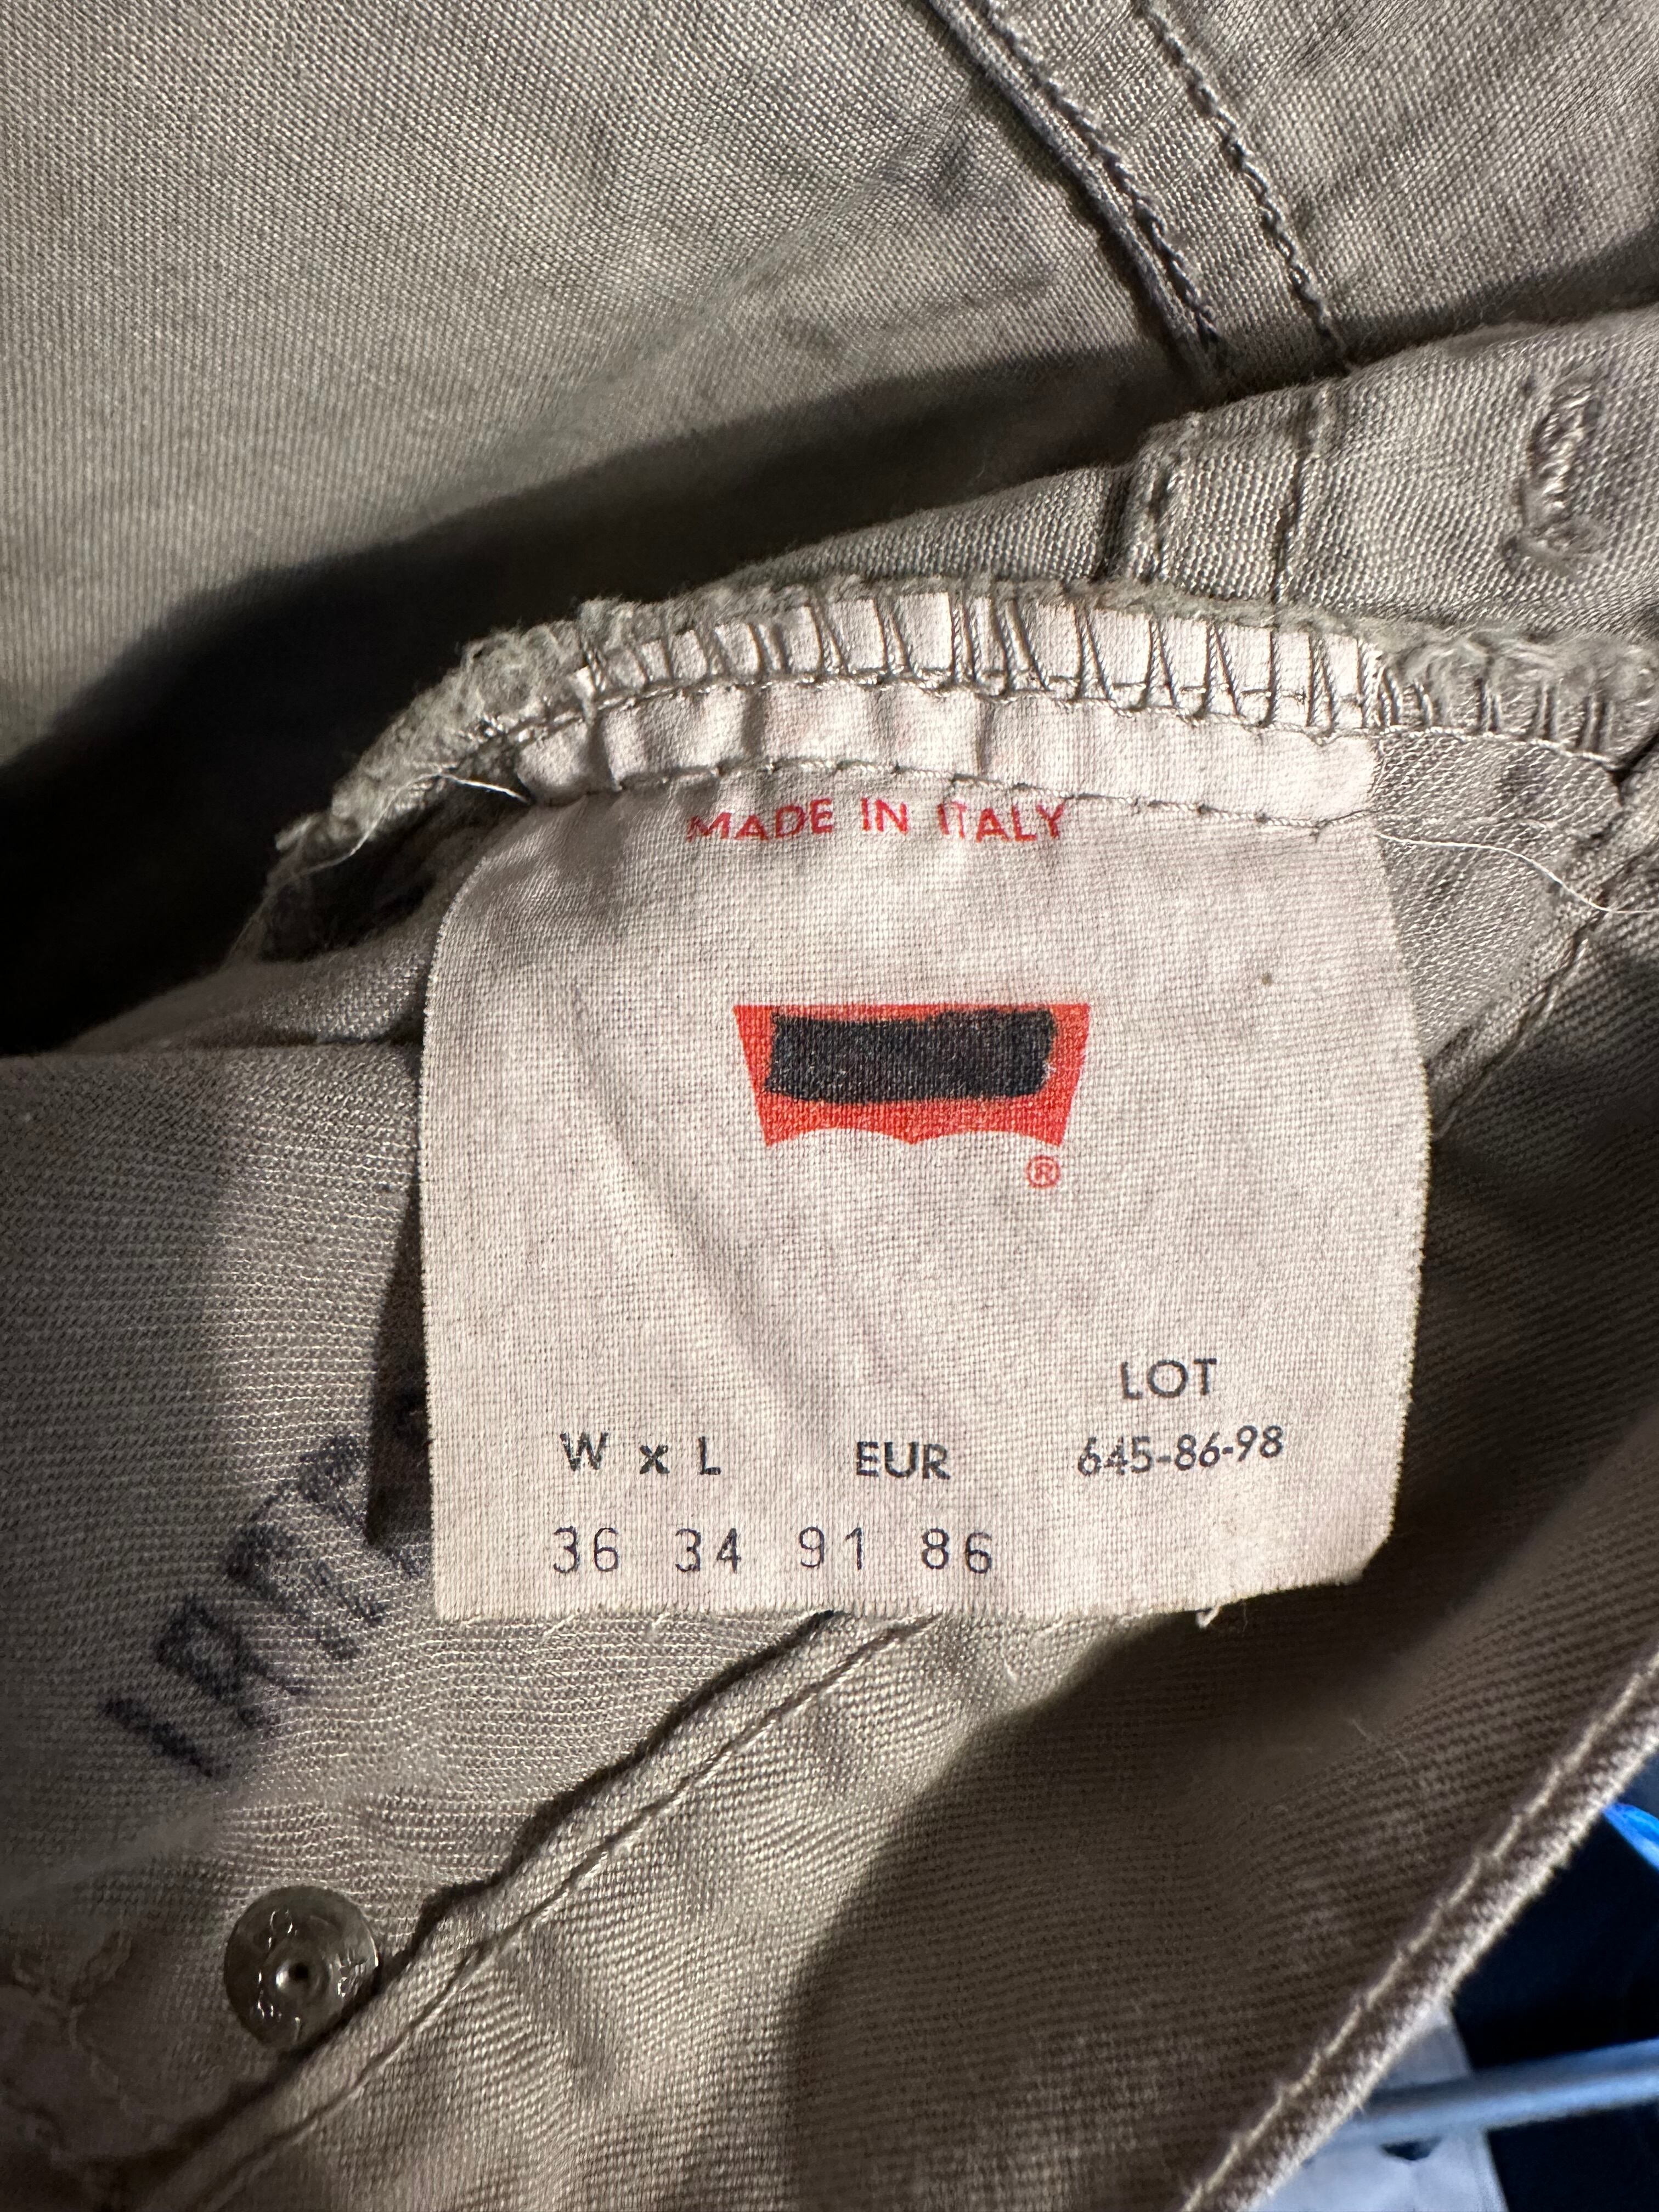 MADE IN ITALY
®
LOT
W x L EUR 645-86-98
36 34 91 86